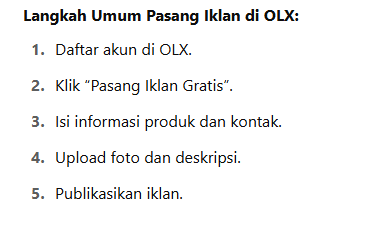 Langkah Umum Pasang Iklan di OLX:
1. Daftar akun di OLX.
2. Klik “Pasang Iklan Gratis”.
3. Isi informasi produk dan kontak.
4. Upload foto dan deskripsi.
5. Publikasikan iklan.